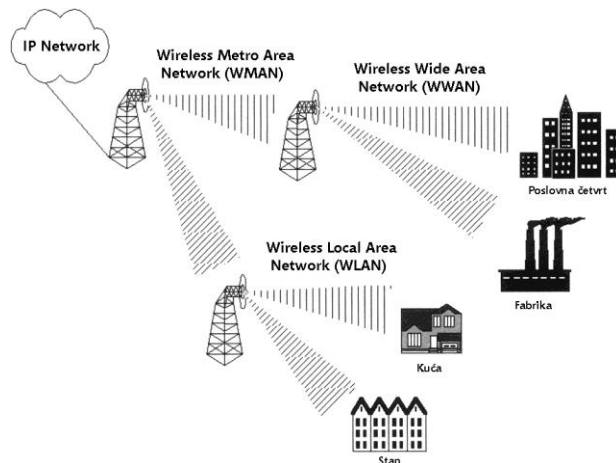 IP Network
Wireless Metro Area
Network (WMAN)
Wireless Wide Area
Network (WWAN)
Poslovna četvrt
Wireless Local Area
Network (WLAN)
Fabrika
Kuća
Stan